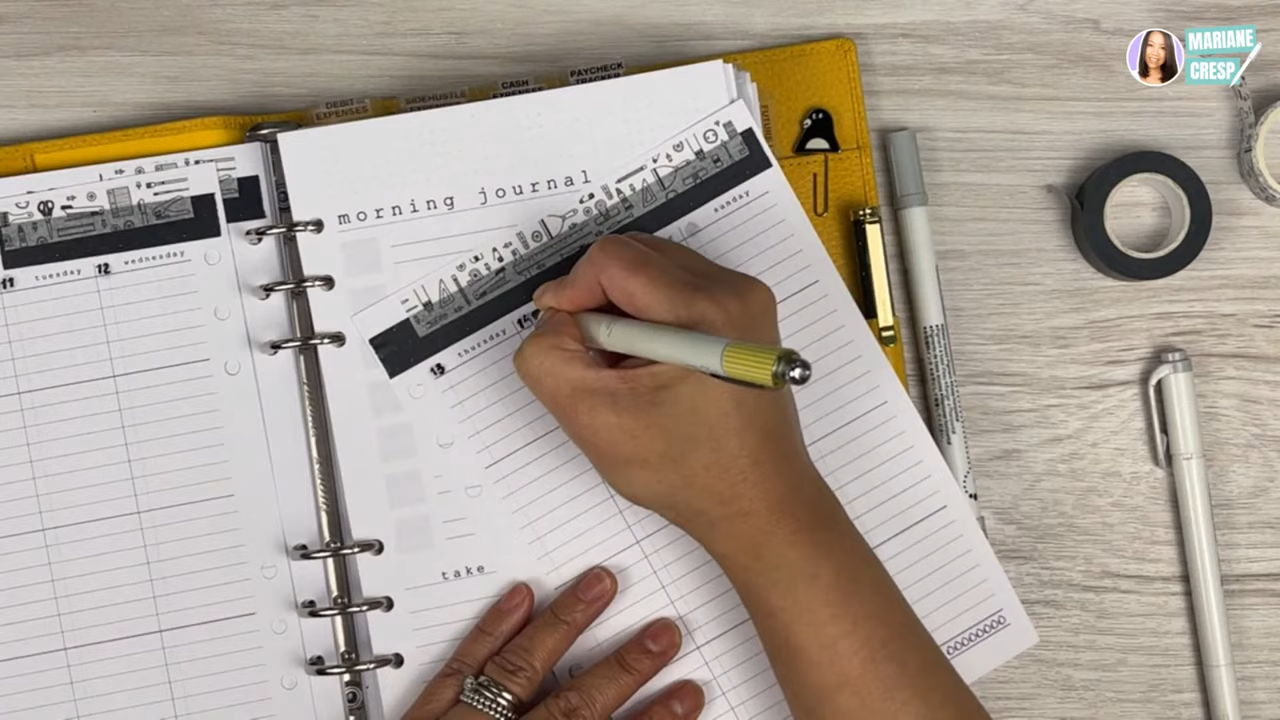 MARIANE
CRESP
DEBIT
EXPENSES
SIDEHUSTLE
CASH
EXPENSES
PAYCHECK
TRACKER
morning journal
sunday
11 tuesday 12 wednesday
13 thursday
take